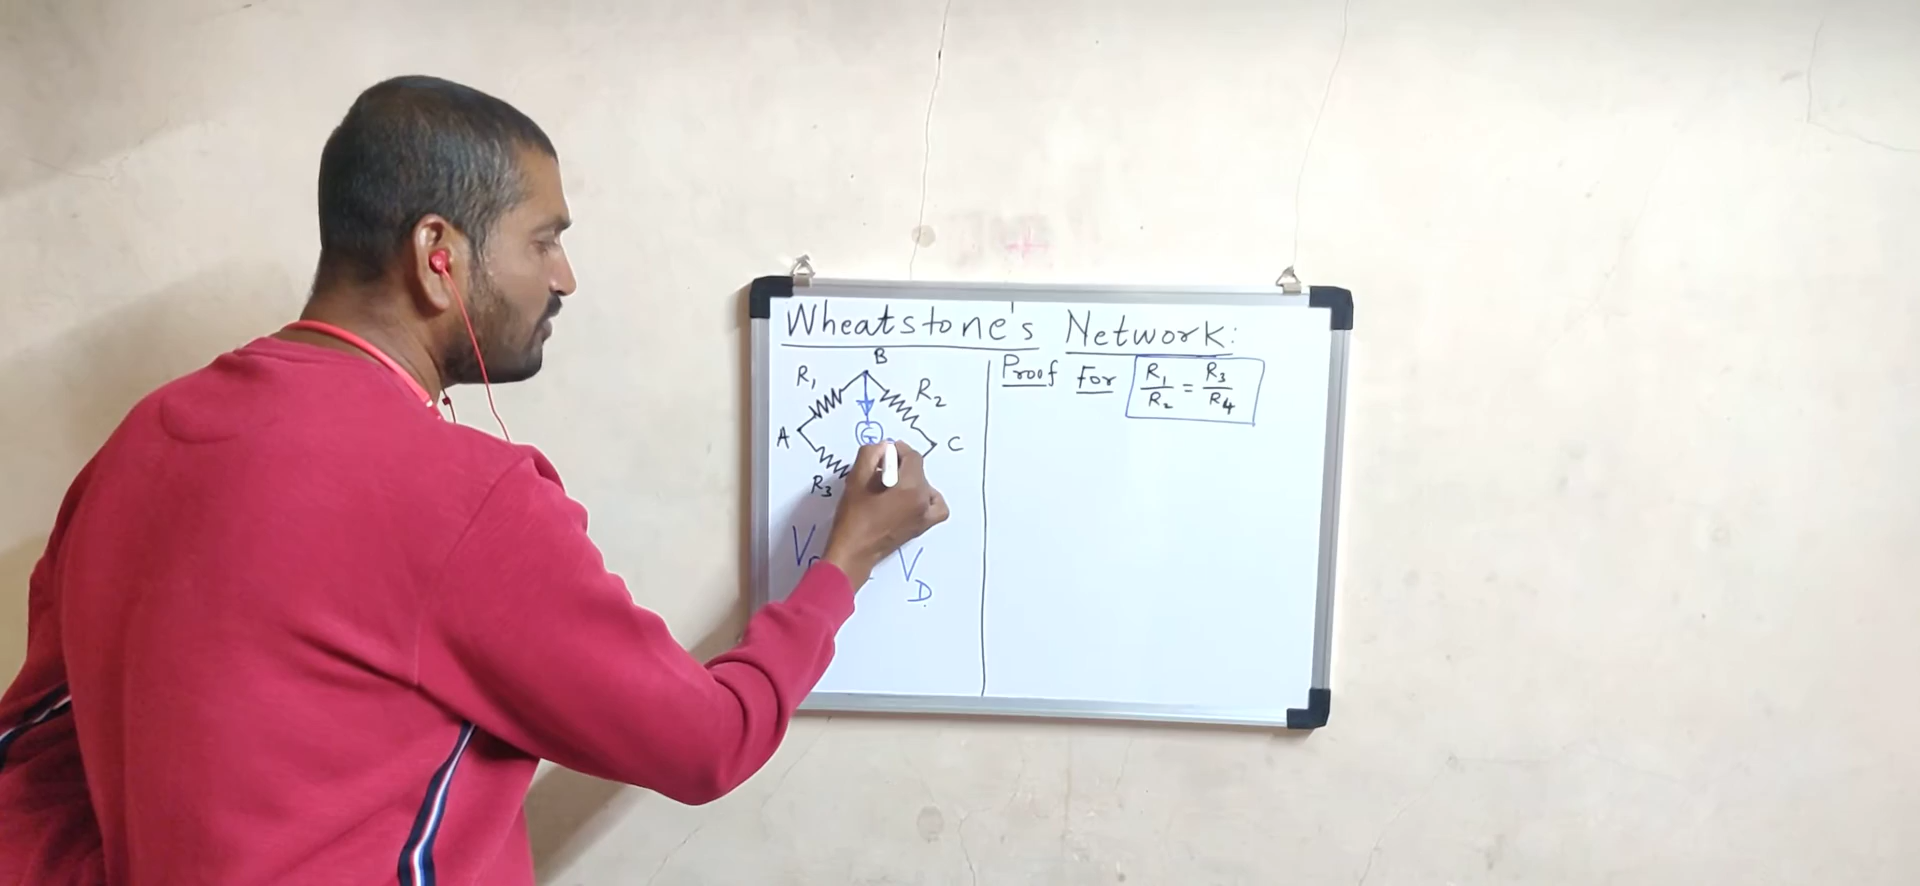 Wheatstone's Network:
B
R1
R2
A
G
C
R3
VD.
Proof For R1/R2 = R3/R4